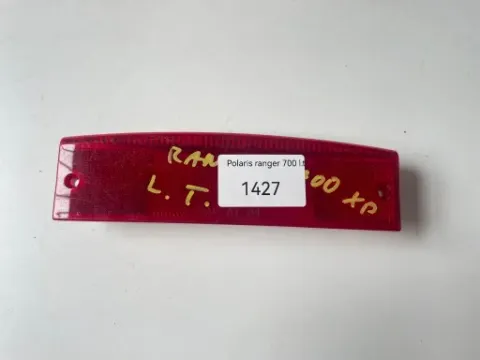 Polaris ranger 700 l.t
1427
RAN 00 XP
L. T.